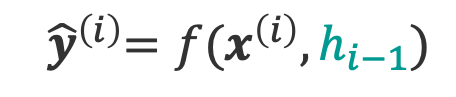 ŷ⁽ⁱ⁾= f(x⁽ⁱ⁾, hᵢ₋₁)